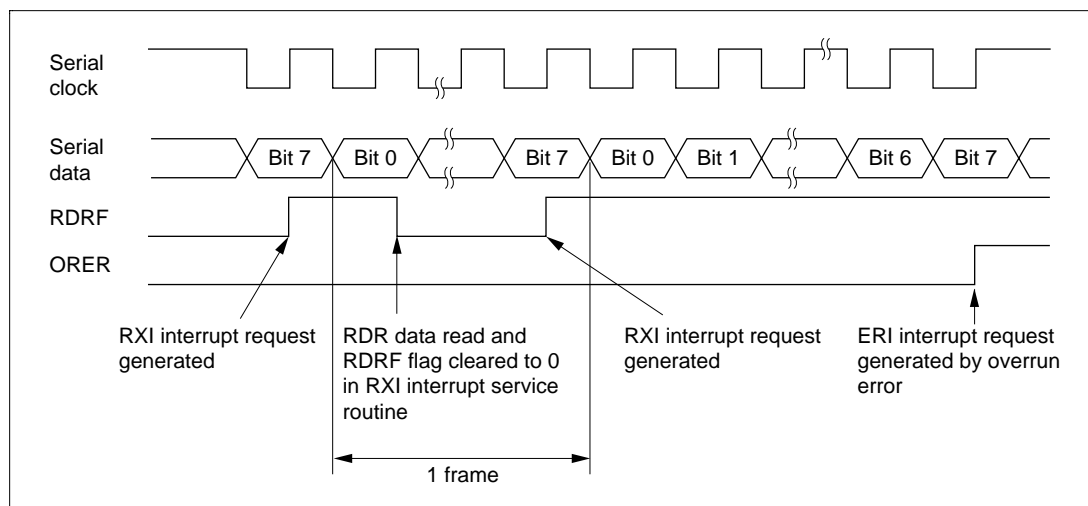 Serial
clock
Serial
data
Bit 7
Bit 0
Bit 7
Bit 0
Bit 1
Bit 6
Bit 7
RDRF
ORER
RXI interrupt request
generated
RDR data read and
RDRF flag cleared to 0
in RXI interrupt service
routine
RXI interrupt request
generated
ERI interrupt request
generated by overrun
error
1 frame